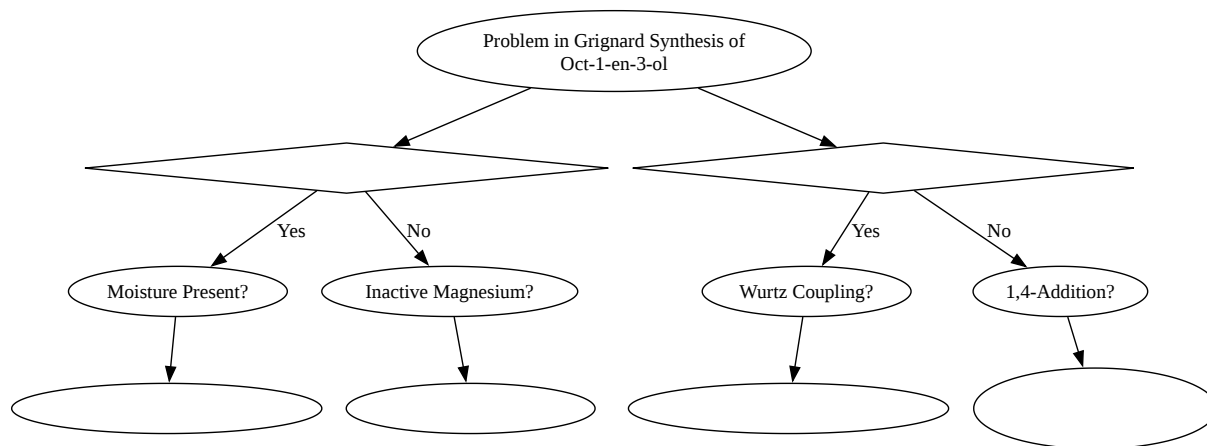 Problem in Grignard Synthesis of
Oct-1-en-3-ol
Yes
No
Yes
No
Moisture Present?
Inactive Magnesium?
Wurtz Coupling?
1,4-Addition?